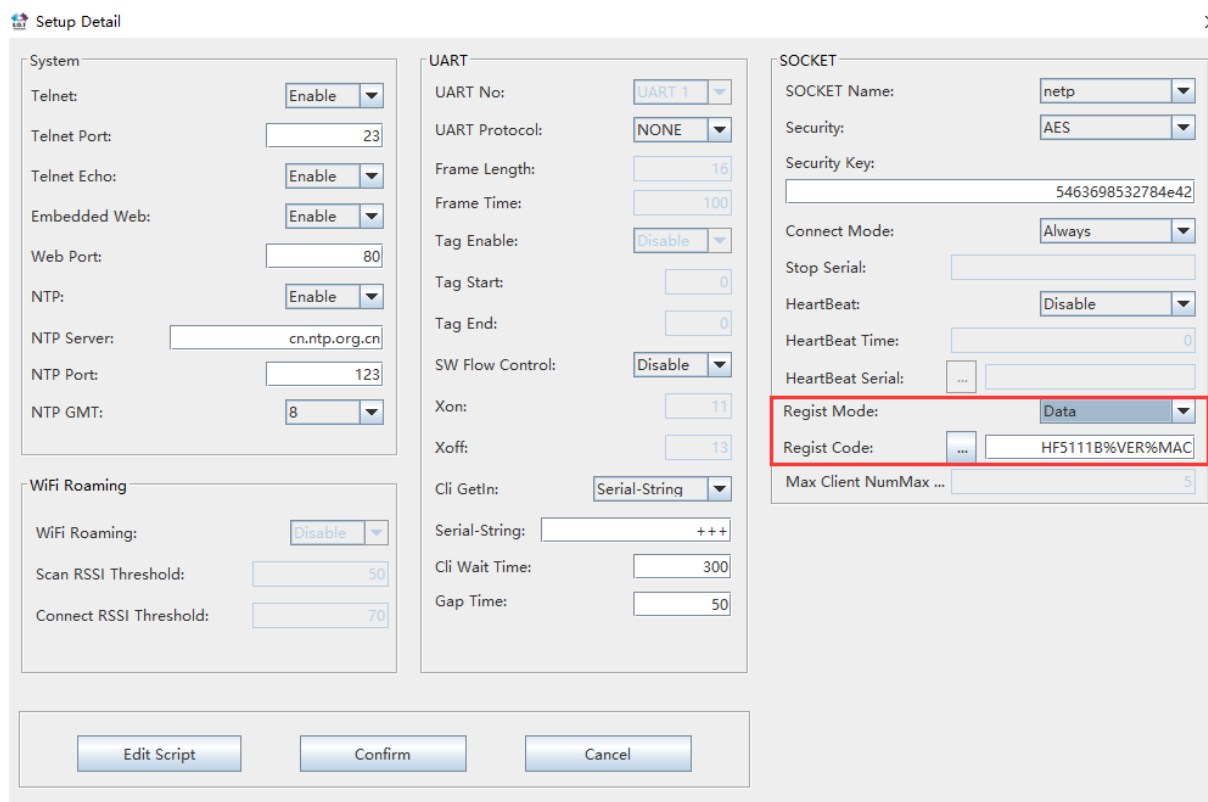 Setup Detail
System
Telnet: Enable
Telnet Port: 23
Telnet Echo: Enable
Embedded Web: Enable
Web Port: 80
NTP: Enable
NTP Server: cn.ntp.org.cn
NTP Port: 123
NTP GMT: 8
WiFi Roaming
WiFi Roaming: Disable
Scan RSSI Threshold: 50
Connect RSSI Threshold: 70
UART
UART No: UART 1
UART Protocol: NONE
Frame Length: 16
Frame Time: 100
Tag Enable: Disable
Tag Start: 0
Tag End: 0
SW Flow Control: Disable
Xon: 11
Xoff: 13
Cli GetIn: Serial-String
Serial-String: +++
Cli Wait Time: 300
Gap Time: 50
SOCKET
SOCKET Name: netp
Security: AES
Security Key:
5463698532784e42
Connect Mode: Always
Stop Serial:
HeartBeat: Disable
HeartBeat Time: 0
HeartBeat Serial: ...
Regist Mode: Data
Regist Code: ... HF5111B%VER%MAC
Max Client NumMax ... 5
Edit Script Confirm Cancel